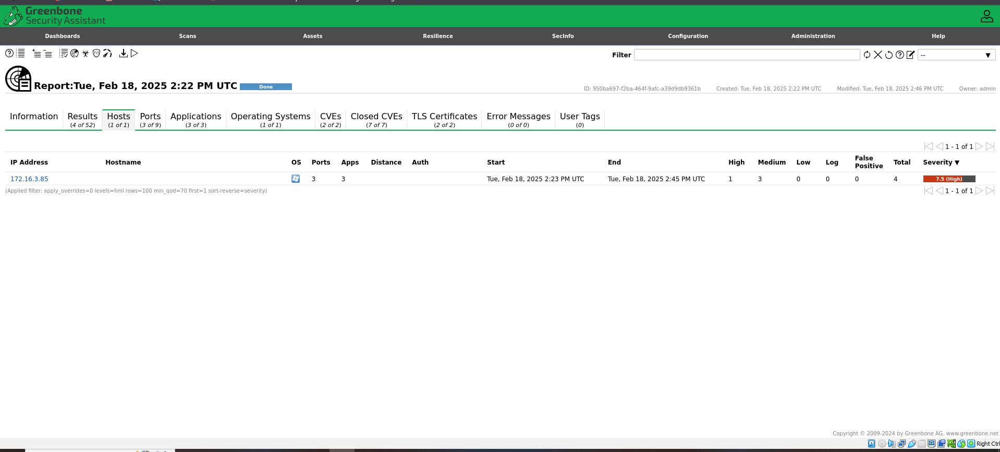 Greenbone
Security Assistant
Dashboards Scans Assets Resilience SecInfo Configuration Administration Help
Filter --
Report:Tue, Feb 18, 2025 2:22 PM UTC Done
ID: 950ba697-f2ba-464f-9afc-a39d9db9361b Created: Tue, Feb 18, 2025 2:22 PM UTC Modified: Tue, Feb 18, 2025 2:46 PM UTC Owner: admin
Information Results Hosts Ports Applications Operating Systems CVEs Closed CVEs TLS Certificates Error Messages User Tags
(4 of 52) (1 of 1) (3 of 9) (3 of 3) (1 of 1) (2 of 2) (7 of 7) (2 of 2) (0 of 0) (0)
1 - 1 of 1
IP Address Hostname OS Ports Apps Distance Auth Start End High Medium Low Log False Positive Total Severity ▼
172.16.3.85 3 3 Tue, Feb 18, 2025 2:23 PM UTC Tue, Feb 18, 2025 2:45 PM UTC 1 3 0 0 0 4 7.5 (High)
(Applied filter: apply_overrides=0 levels=hml rows=100 min_qod=70 first=1 sort-reverse=severity)
1 - 1 of 1
Copyright © 2009-2024 by Greenbone AG, www.greenbone.net
Right Ctrl